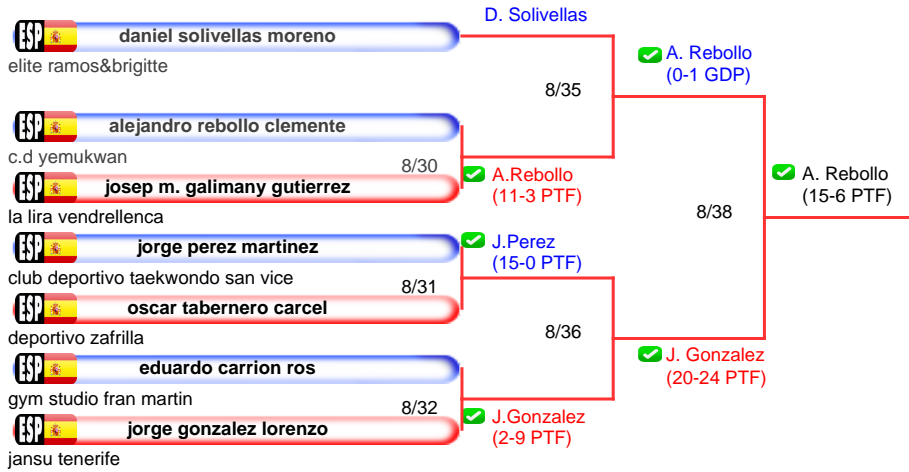 D. Solivellas
ESP daniel solivellas moreno
elite ramos&brigitte
A. Rebollo
(0-1 GDP)
8/35
ESP alejandro rebollo clemente
c.d yemukwan
8/30
ESP josep m. galimany gutierrez
la lira vendrellenca
A.Rebollo
(11-3 PTF)
A. Rebollo
(15-6 PTF)
8/38
ESP jorge perez martinez
club deportivo taekwondo san vice
J.Perez
(15-0 PTF)
8/31
ESP oscar tabernero carcel
deportivo zafrilla
8/36
ESP eduardo carrion ros
gym studio fran martin
J. Gonzalez
(20-24 PTF)
8/32
ESP jorge gonzalez lorenzo
jansu tenerife
J.Gonzalez
(2-9 PTF)